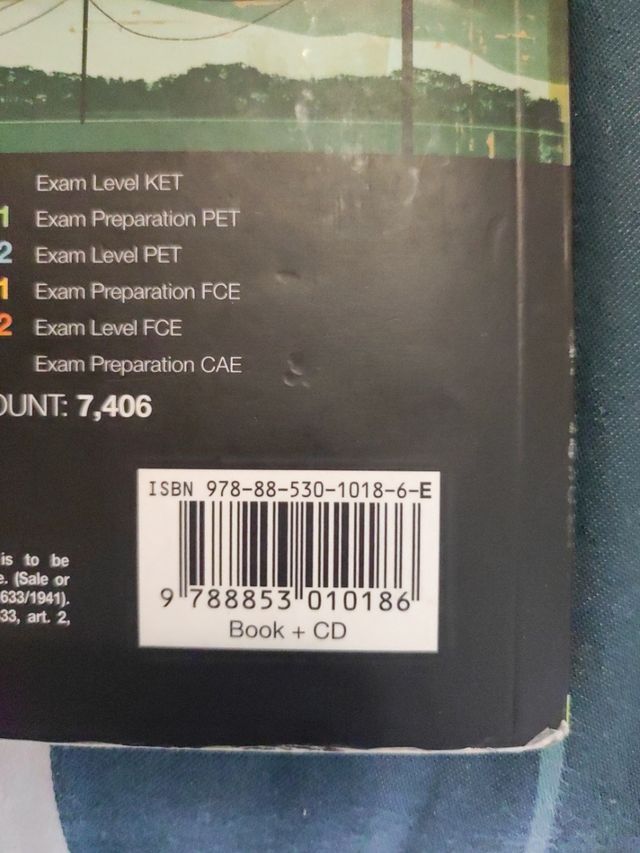 Exam Level KET
1 Exam Preparation PET
2 Exam Level PET
1 Exam Preparation FCE
2 Exam Level FCE
Exam Preparation CAE
7,406
is to be
(Sale or
633/1941).
33, art. 2,
ISBN 978-88-530-1018-6-E
9 788853 010186
Book + CD